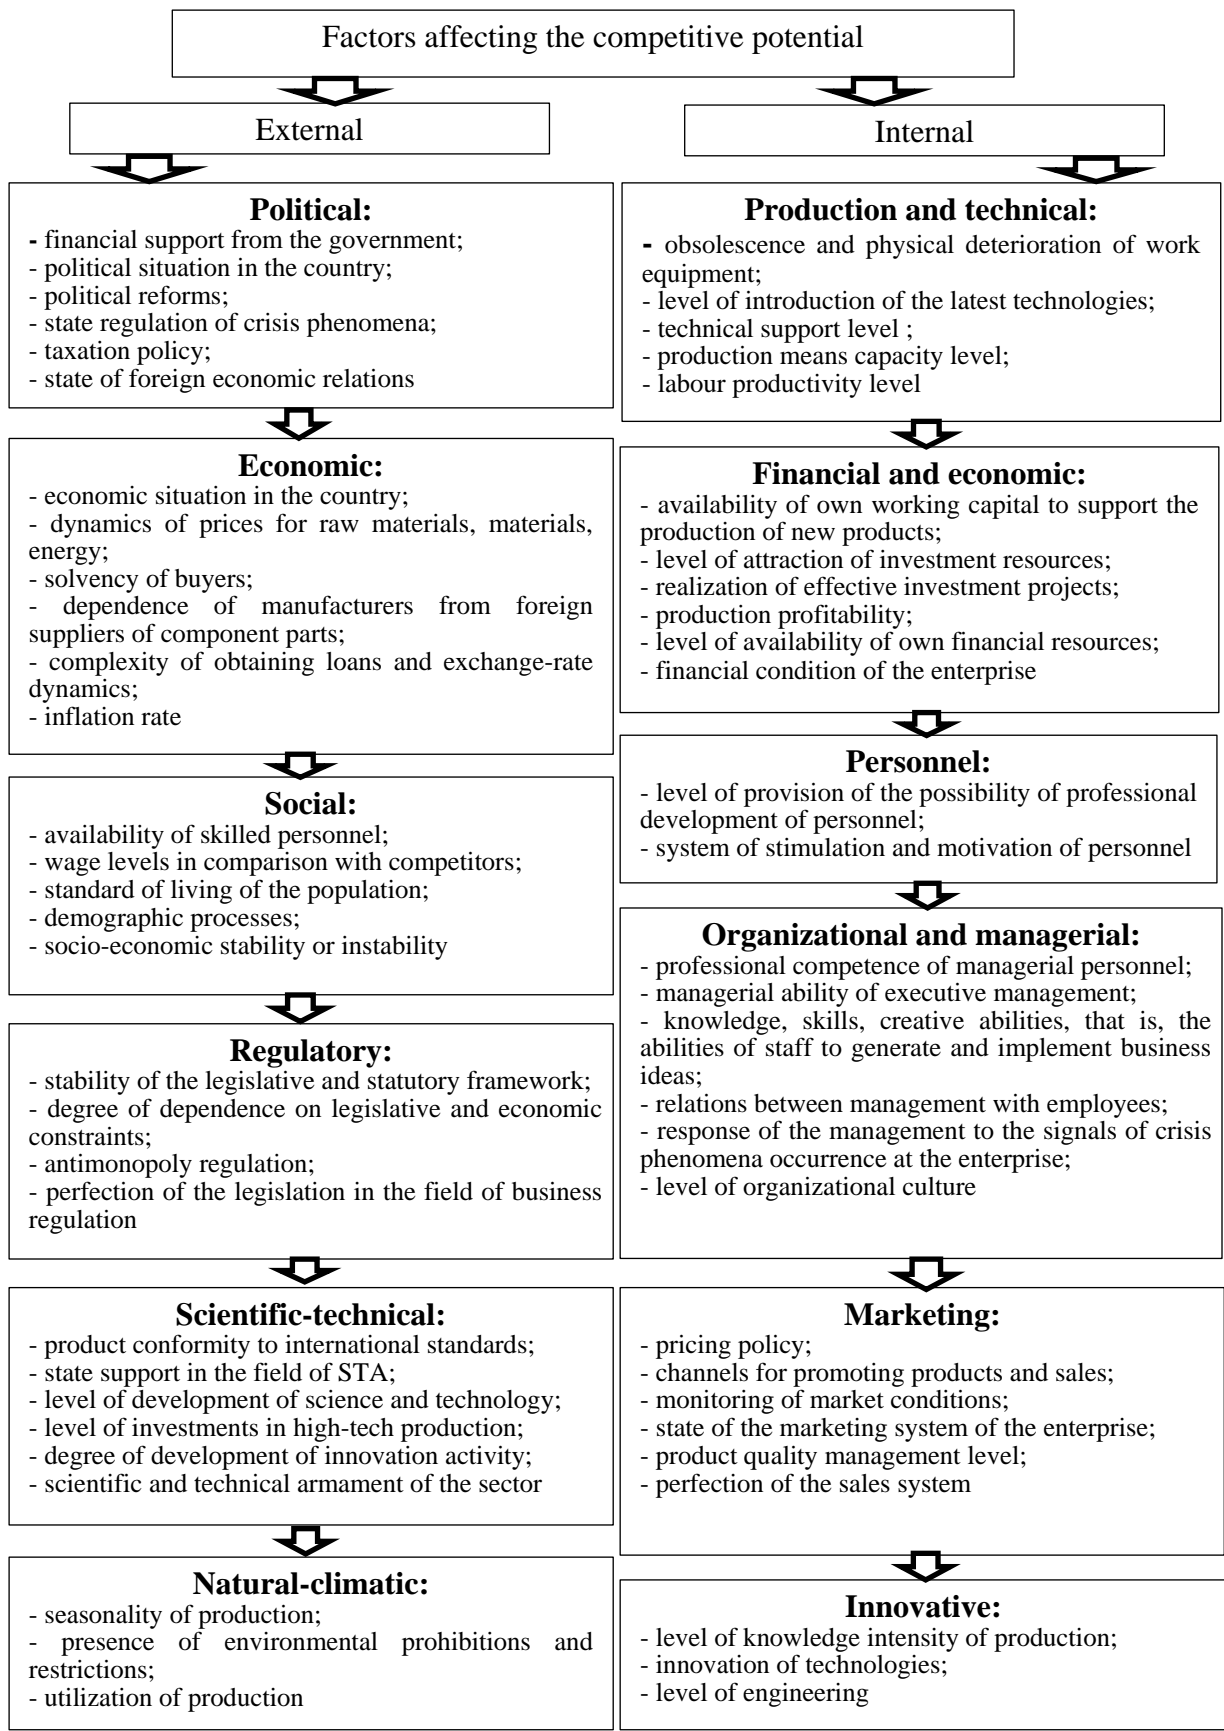 Factors affecting the competitive potential
External
Internal
Political:
- financial support from the government;
- political situation in the country;
- political reforms;
- state regulation of crisis phenomena;
- taxation policy;
- state of foreign economic relations
Economic:
- economic situation in the country;
- dynamics of prices for raw materials, materials,
energy;
- solvency of buyers;
- dependence of manufacturers from foreign
suppliers of component parts;
- complexity of obtaining loans and exchange-rate
dynamics;
- inflation rate
Social:
- availability of skilled personnel;
- wage levels in comparison with competitors;
- standard of living of the population;
- demographic processes;
- socio-economic stability or instability
Regulatory:
- stability of the legislative and statutory framework;
- degree of dependence on legislative and economic
constraints;
- antimonopoly regulation;
- perfection of the legislation in the field of business
regulation
Scientific-technical:
- product conformity to international standards;
- state support in the field of STA;
- level of development of science and technology;
- level of investments in high-tech production;
- degree of development of innovation activity;
- scientific and technical armament of the sector
Natural-climatic:
- seasonality of production;
- presence of environmental prohibitions and
restrictions;
- utilization of production
Production and technical:
- obsolescence and physical deterioration of work
equipment;
- level of introduction of the latest technologies;
- technical support level ;
- production means capacity level;
- labour productivity level
Financial and economic:
- availability of own working capital to support the
production of new products;
- level of attraction of investment resources;
- realization of effective investment projects;
- production profitability;
- level of availability of own financial resources;
- financial condition of the enterprise
Personnel:
- level of provision of the possibility of professional
development of personnel;
- system of stimulation and motivation of personnel
Organizational and managerial:
- professional competence of managerial personnel;
- managerial ability of executive management;
- knowledge, skills, creative abilities, that is, the
abilities of staff to generate and implement business
ideas;
- relations between management with employees;
- response of the management to the signals of crisis
phenomena occurrence at the enterprise;
- level of organizational culture
Marketing:
- pricing policy;
- channels for promoting products and sales;
- monitoring of market conditions;
- state of the marketing system of the enterprise;
- product quality management level;
- perfection of the sales system
Innovative:
- level of knowledge intensity of production;
- innovation of technologies;
- level of engineering